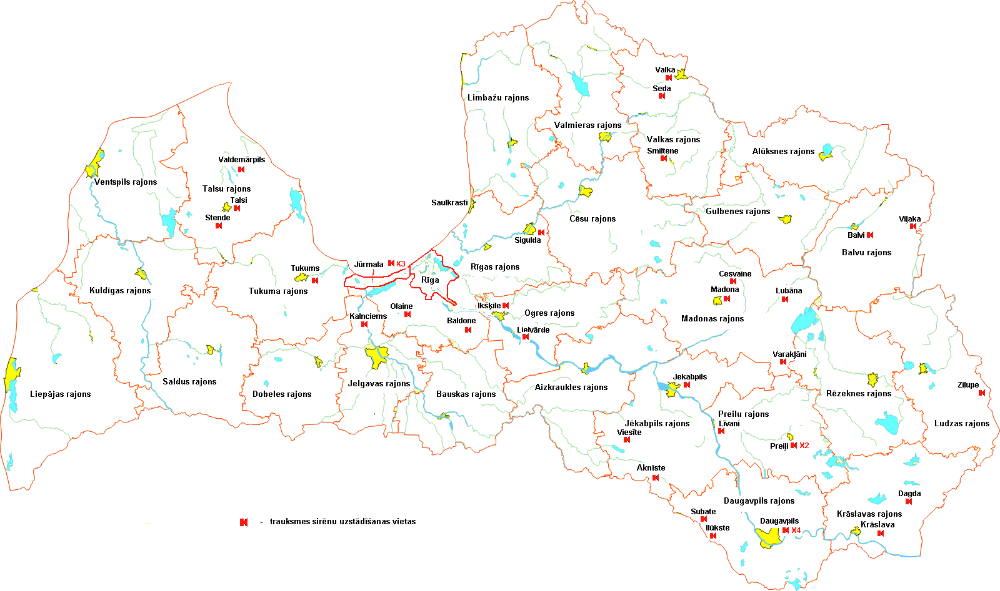 Valka
Seda
Limbažu rajons
Valmieras rajons
Valkas rajons
Smiltene
Alūksnes rajons
Valdemārpils
Ventspils rajons
Talsu rajons
Talsi
Stende
Saulkrasti
Sigulda
Cēsu rajons
Gulbenes rajons
Viļaka
Balvi
Balvu rajons
Jūrmala
X3
Tukums
Rīga
Rīgas rajons
Cesvaine
Kuldīgas rajons
Tukuma rajons
Madona
Lubāna
Olaine
Ikšķile
Ogres rajons
Kalnciems
Baldone
Lielvārde
Madonas rajons
Varakļāni
Jekabpils
Zilupe
Saldus rajons
Liepājas rajons
Dobeles rajons
Jelgavas rajons
Bauskas rajons
Aizkraukles rajons
Rēzeknes rajons
Preilu rajons
Līvani
Jēkabpils rajons
Viesīte
Ludzas rajons
Preiļi
X2
Aknīste
Dagda
Daugavpils rajons
Subate
Krāslavas rajons
Daugavpils
X4
Krāslava
Ilūkste
- trauksmes sirēnu uzstādīšanas vietas